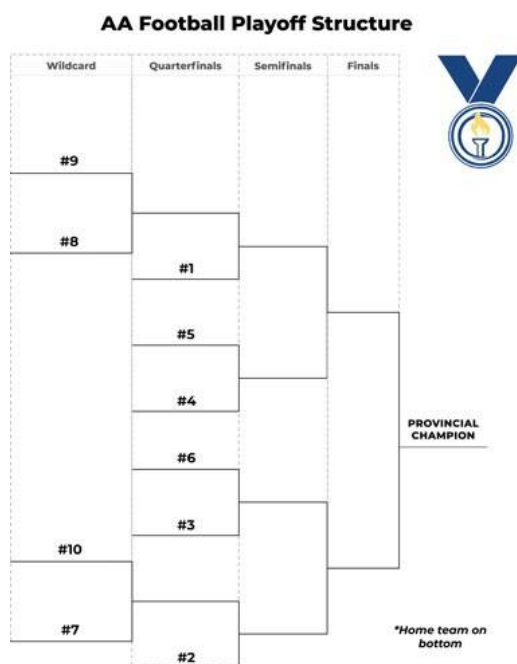 AA Football Playoff Structure
Wildcard
Quarterfinals
Semifinals
Finals
#9
#8
#1
#5
#4
PROVINCIAL
CHAMPION
#6
#3
#10
#7
#2
*Home team on
bottom